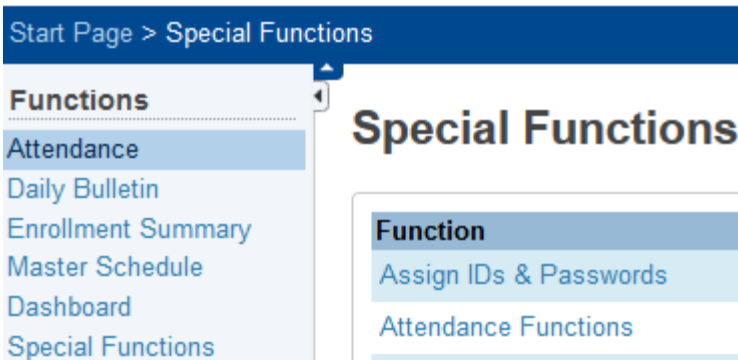 Start Page > Special Functions
Functions
Attendance
Daily Bulletin
Enrollment Summary
Master Schedule
Dashboard
Special Functions
Special Functions
Function
Assign IDs & Passwords
Attendance Functions